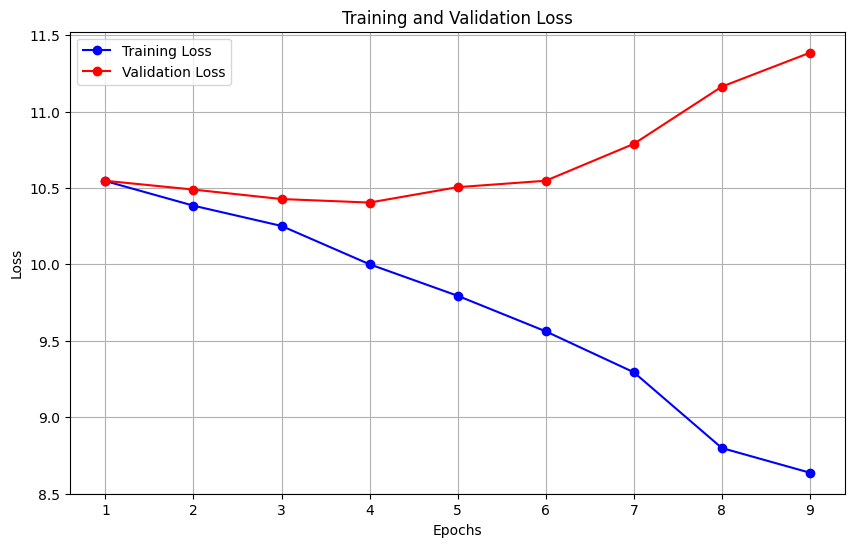 Training and Validation Loss
Training Loss
Validation Loss
11.5
11.0
10.5
10.0
9.5
9.0
8.5
Loss
1 2 3 4 5 6 7 8 9
Epochs